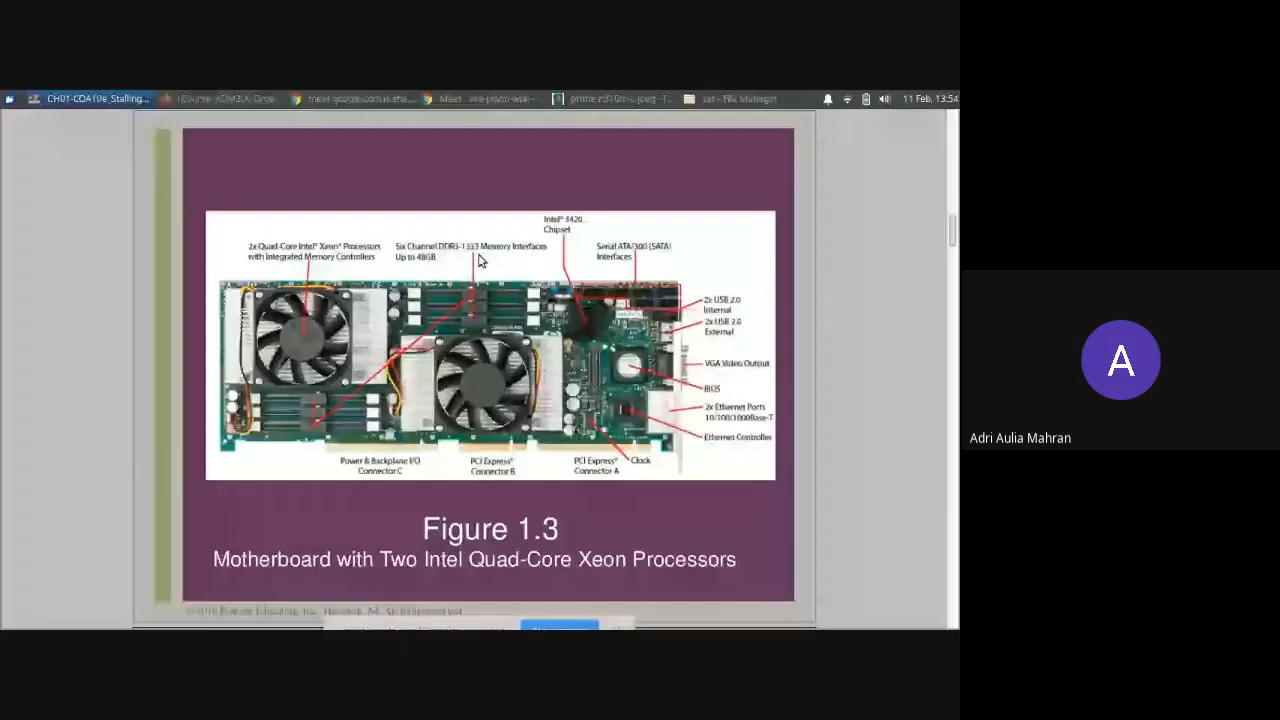 CH01-COA10e_Stalling...
11 Feb, 13:54
Intel® 3420
Chipset
2x Quad-Core Intel® Xeon® Processors
with Integrated Memory Controllers
Six Channel DDR3-1333 Memory Interfaces
Up to 48GB
Serial ATA/300 (SATA)
Interfaces
2x USB 2.0
Internal
2x USB 2.0
External
VGA Video Output
BIOS
2x Ethernet Ports
10/100/1000Base-T
Ethernet Controller
Power & Backplane I/O
Connector C
PCI Express®
Connector B
PCI Express®
Connector A
Clock
Figure 1.3
Motherboard with Two Intel Quad-Core Xeon Processors
A
Adri Aulia Mahran